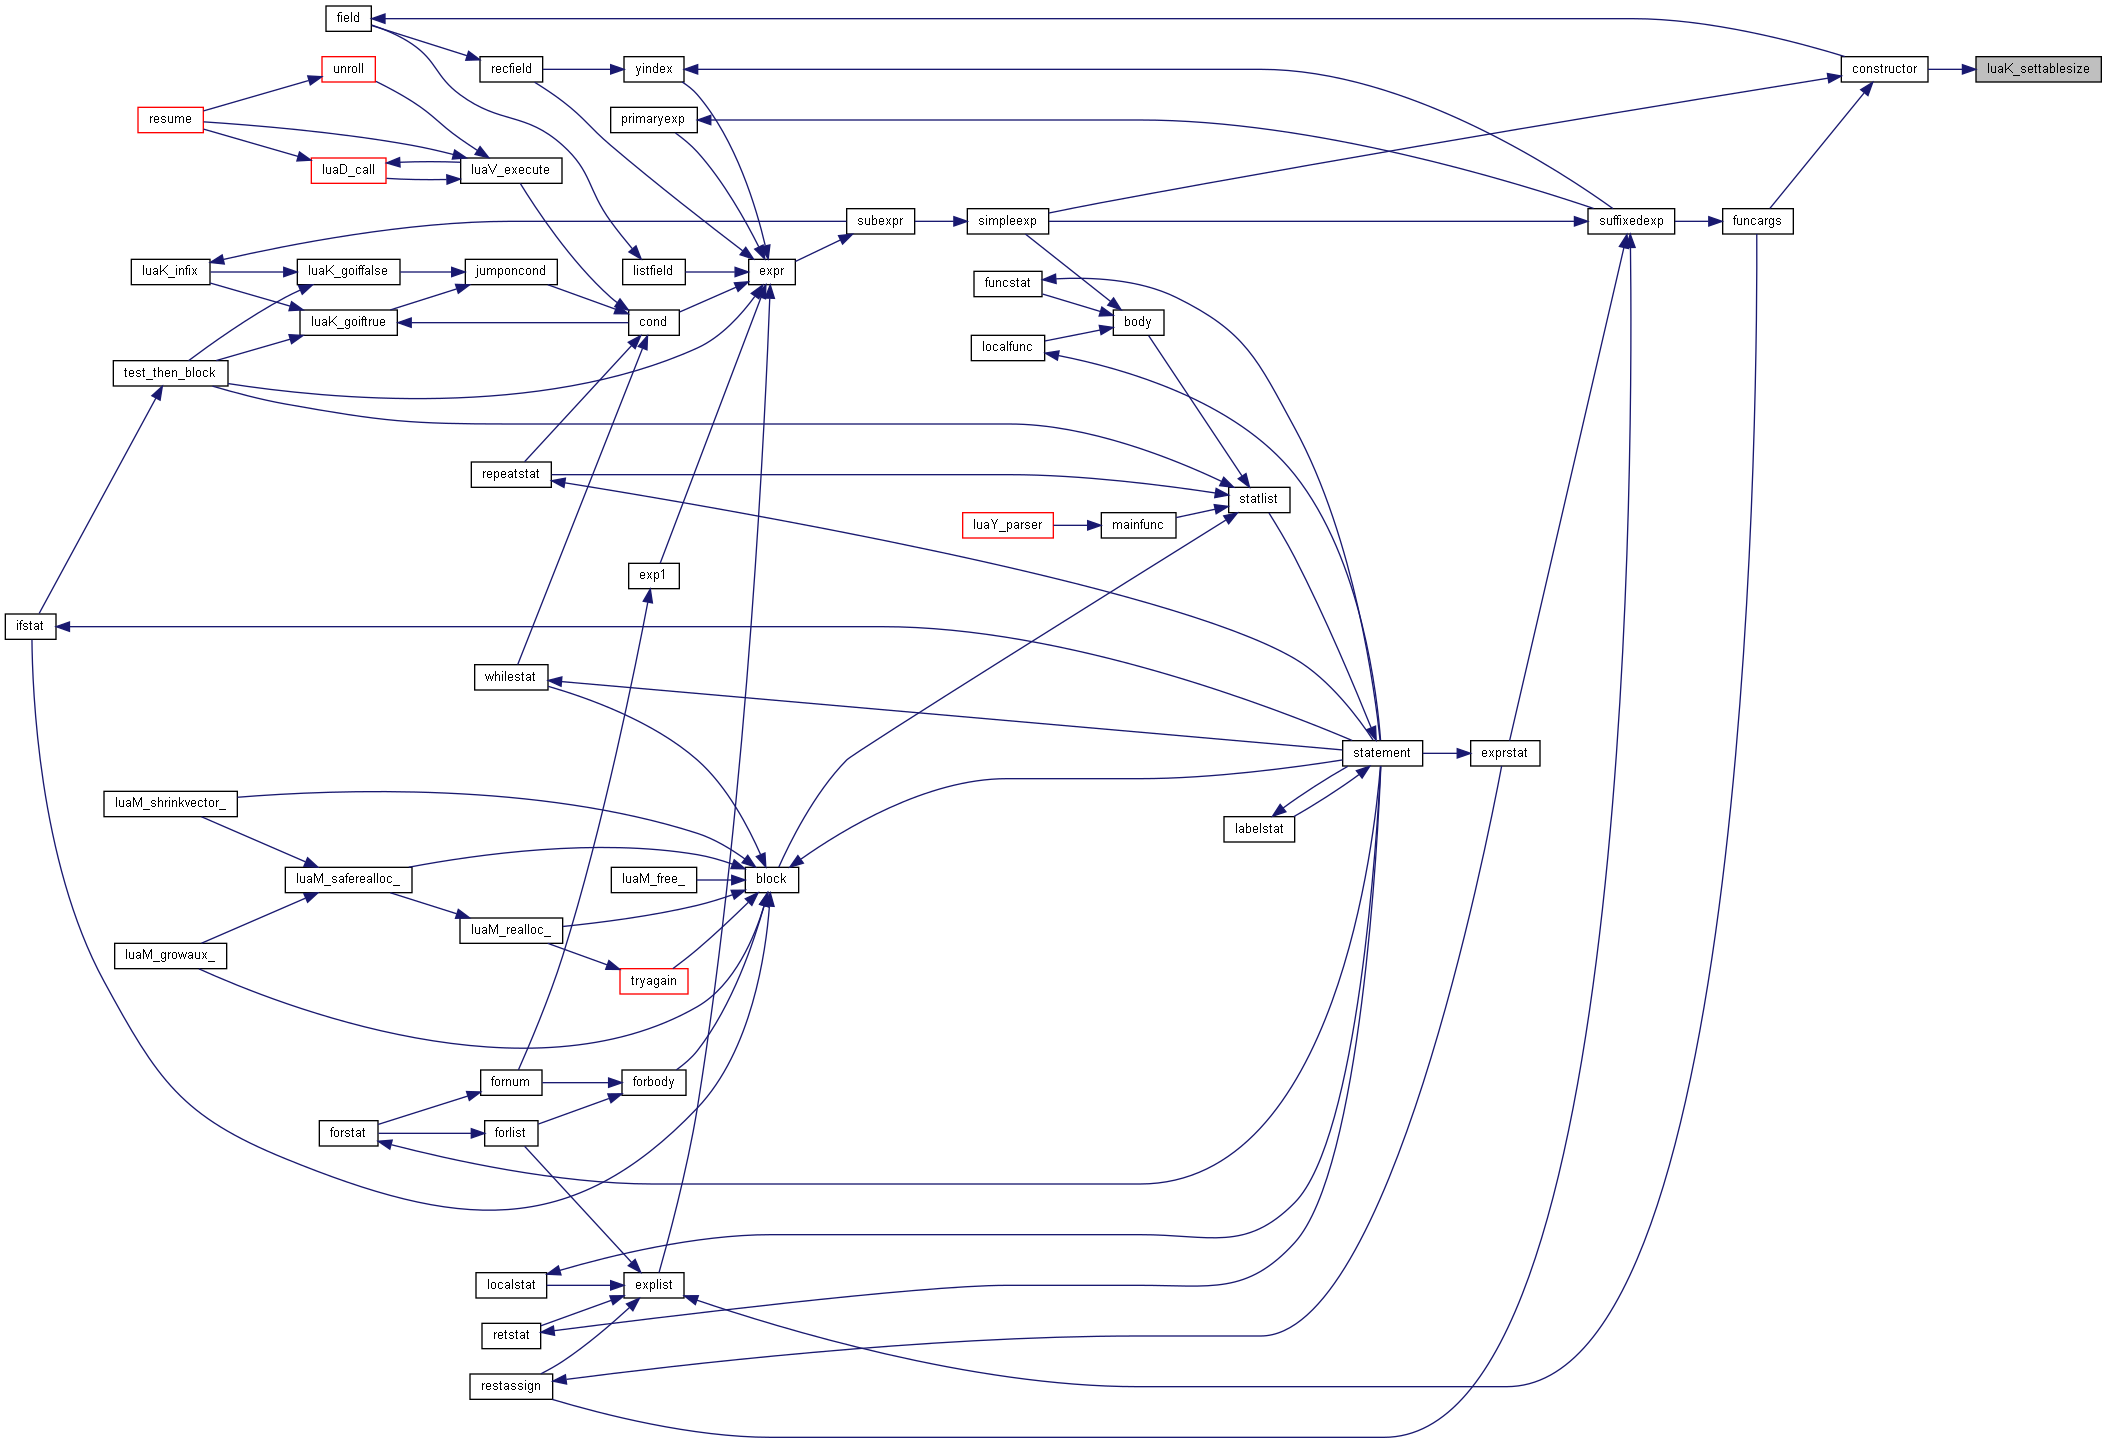 field
unroll
recfield
yindex
constructor
luaK_settablesize
resume
primaryexp
luaD_call
luaV_execute
subexpr
simpleexp
suffixedexp
funcargs
luaK_infix
luaK_goiffalse
jumponcond
listfield
expr
funcstat
luaK_goiftrue
cond
body
localfunc
test_then_block
repeatstat
statlist
luaY_parser
mainfunc
exp1
ifstat
whilestat
statement
exprstat
luaM_shrinkvector_
labelstat
luaM_saferealloc_
luaM_free_
block
luaM_realloc_
luaM_growaux_
tryagain
fornum
forbody
forstat
forlist
localstat
explist
retstat
restassign